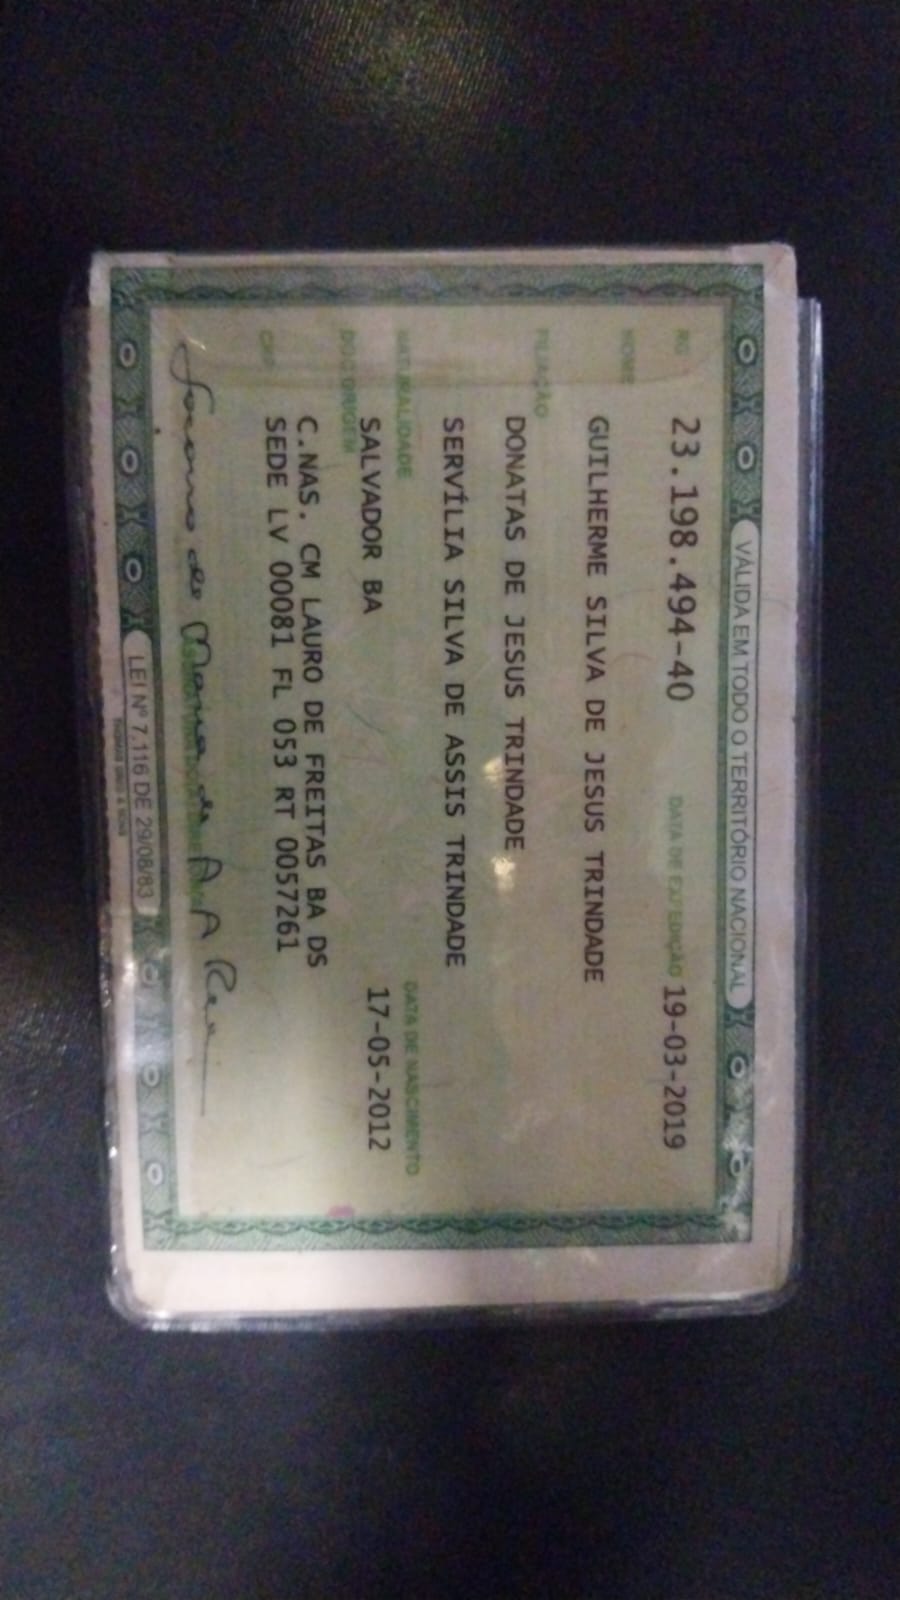 VÁLIDA EM TODO O TERRITÓRIO NACIONAL
RG 23.198.494-40 DATA DE EXPEDIÇÃO 19-03-2019
NOME
GUILHERME SILVA DE JESUS TRINDADE
FILIAÇÃO
DONATAS DE JESUS TRINDADE
SERVÍLIA SILVA DE ASSIS TRINDADE
NATURALIDADE DATA DE NASCIMENTO
SALVADOR BA 17-05-2012
DOC ORIGEM
C.NAS. CM LAURO DE FREITAS BA DS
SEDE LV 00081 FL 053 RT 0057261
CPF
LEI Nº 7.116 DE 29/08/83